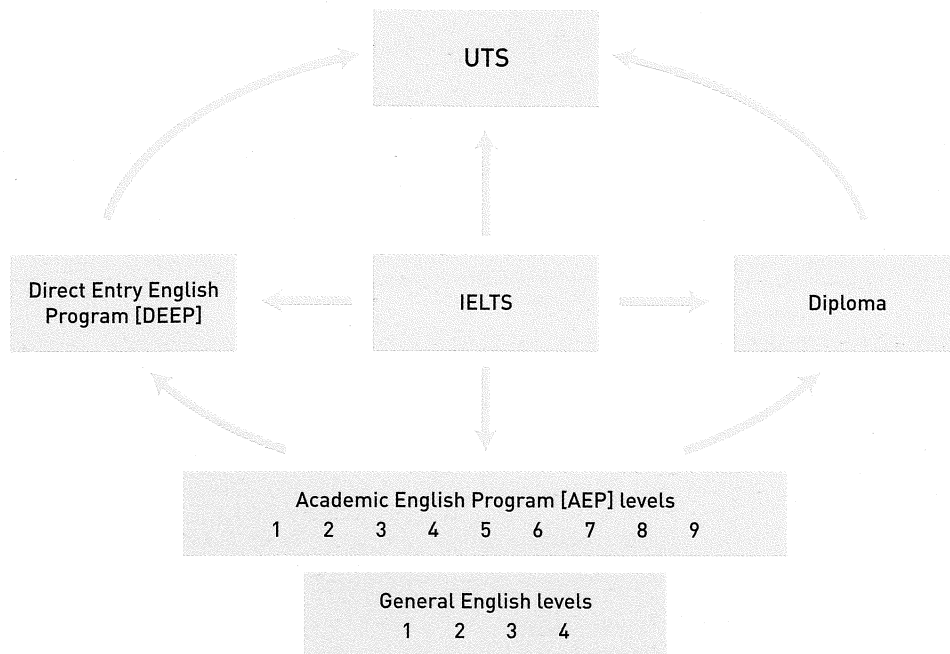 UTS
Direct Entry English
Program [DEEP]
IELTS
Diploma
Academic English Program [AEP] levels
1 2 3 4 5 6 7 8 9
General English levels
1 2 3 4